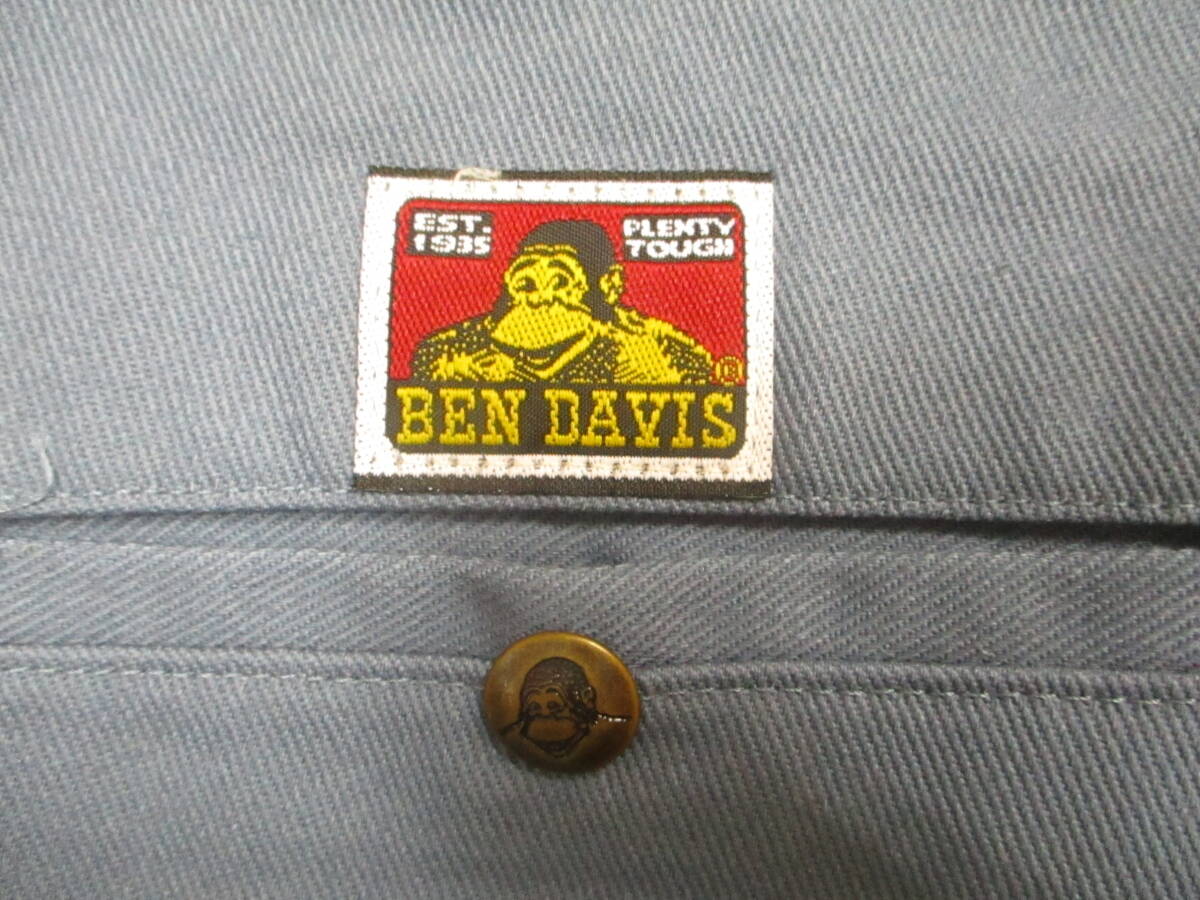 EST.
1935
PLENTY
TOUGH
®
BEN DAVIS